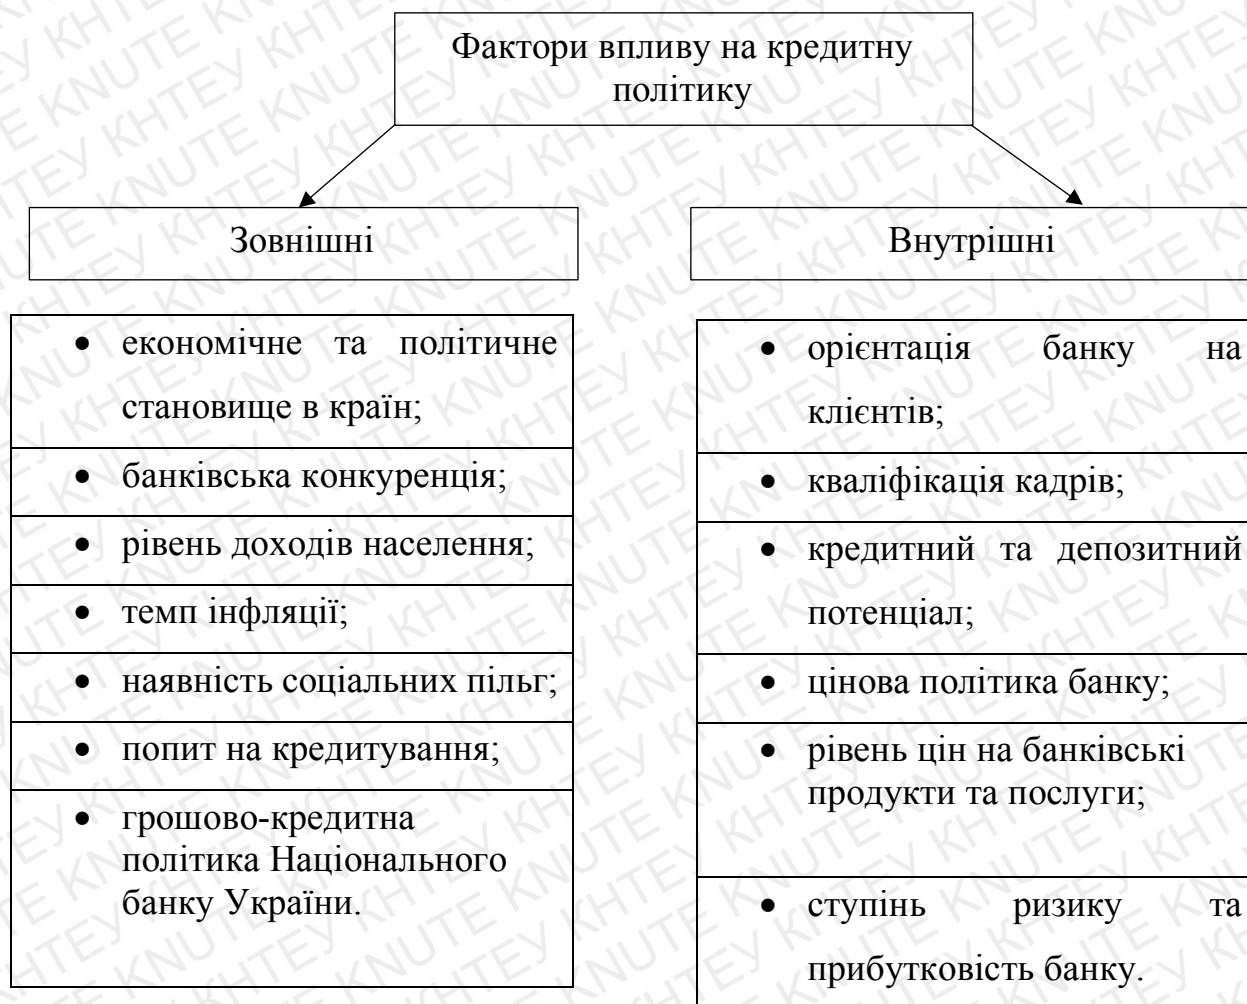 Фактори впливу на кредитну
політику
Зовнішні
• економічне та політичне
становище в країн;
• банківська конкуренція;
• рівень доходів населення;
• темп інфляції;
• наявність соціальних пільг;
• попит на кредитування;
• грошово-кредитна
політика Національного
банку України.
Внутрішні
• орієнтація банку на
клієнтів;
• кваліфікація кадрів;
• кредитний та депозитний
потенціал;
• цінова політика банку;
• рівень цін на банківські
продукти та послуги;
• ступінь ризику та
прибутковість банку.